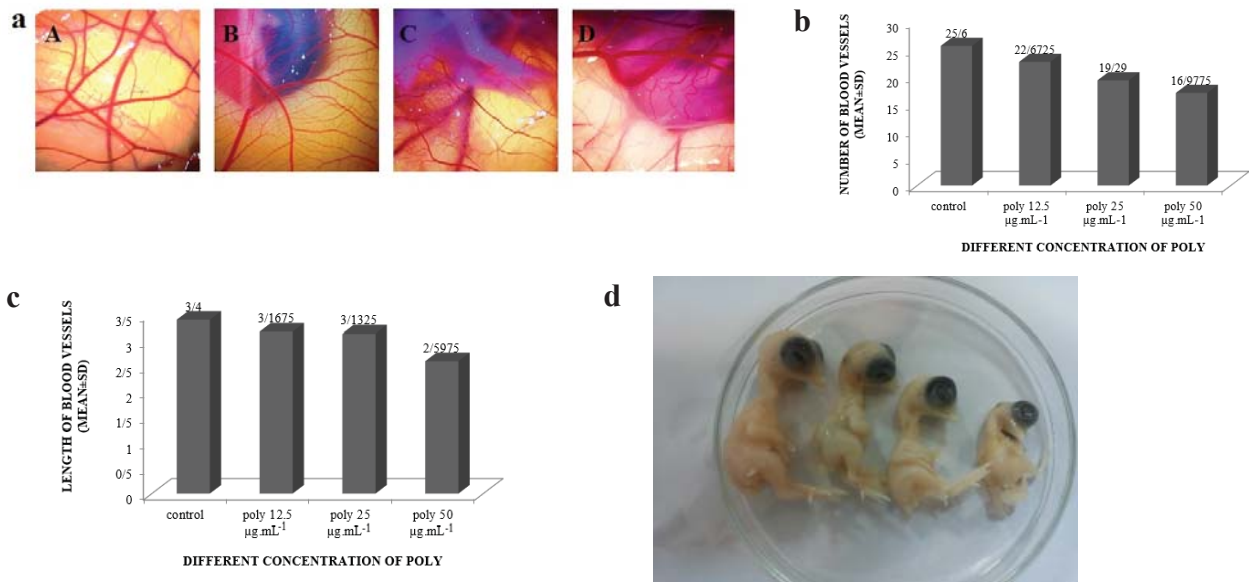 a
A
B
C
D
b
NUMBER OF BLOOD VESSELS
(MEAN±SD)
30
25
20
15
10
5
0
25/6
22/6725
19/29
16/9775
control
poly 12.5
µg.mL-1
poly 25
µg.mL-1
poly 50
µg.mL-1
DIFFERENT CONCENTRATION OF POLY
c
LENGTH OF BLOOD VESSELS
(MEAN±SD)
3/5
3
2/5
2
1/5
1
0/5
0
3/4
3/1675
3/1325
2/5975
control
poly 12.5
µg.mL⁻¹
poly 25
µg.mL⁻¹
poly 50
µg.mL⁻¹
DIFFERENT CONCENTRATION OF POLY
d